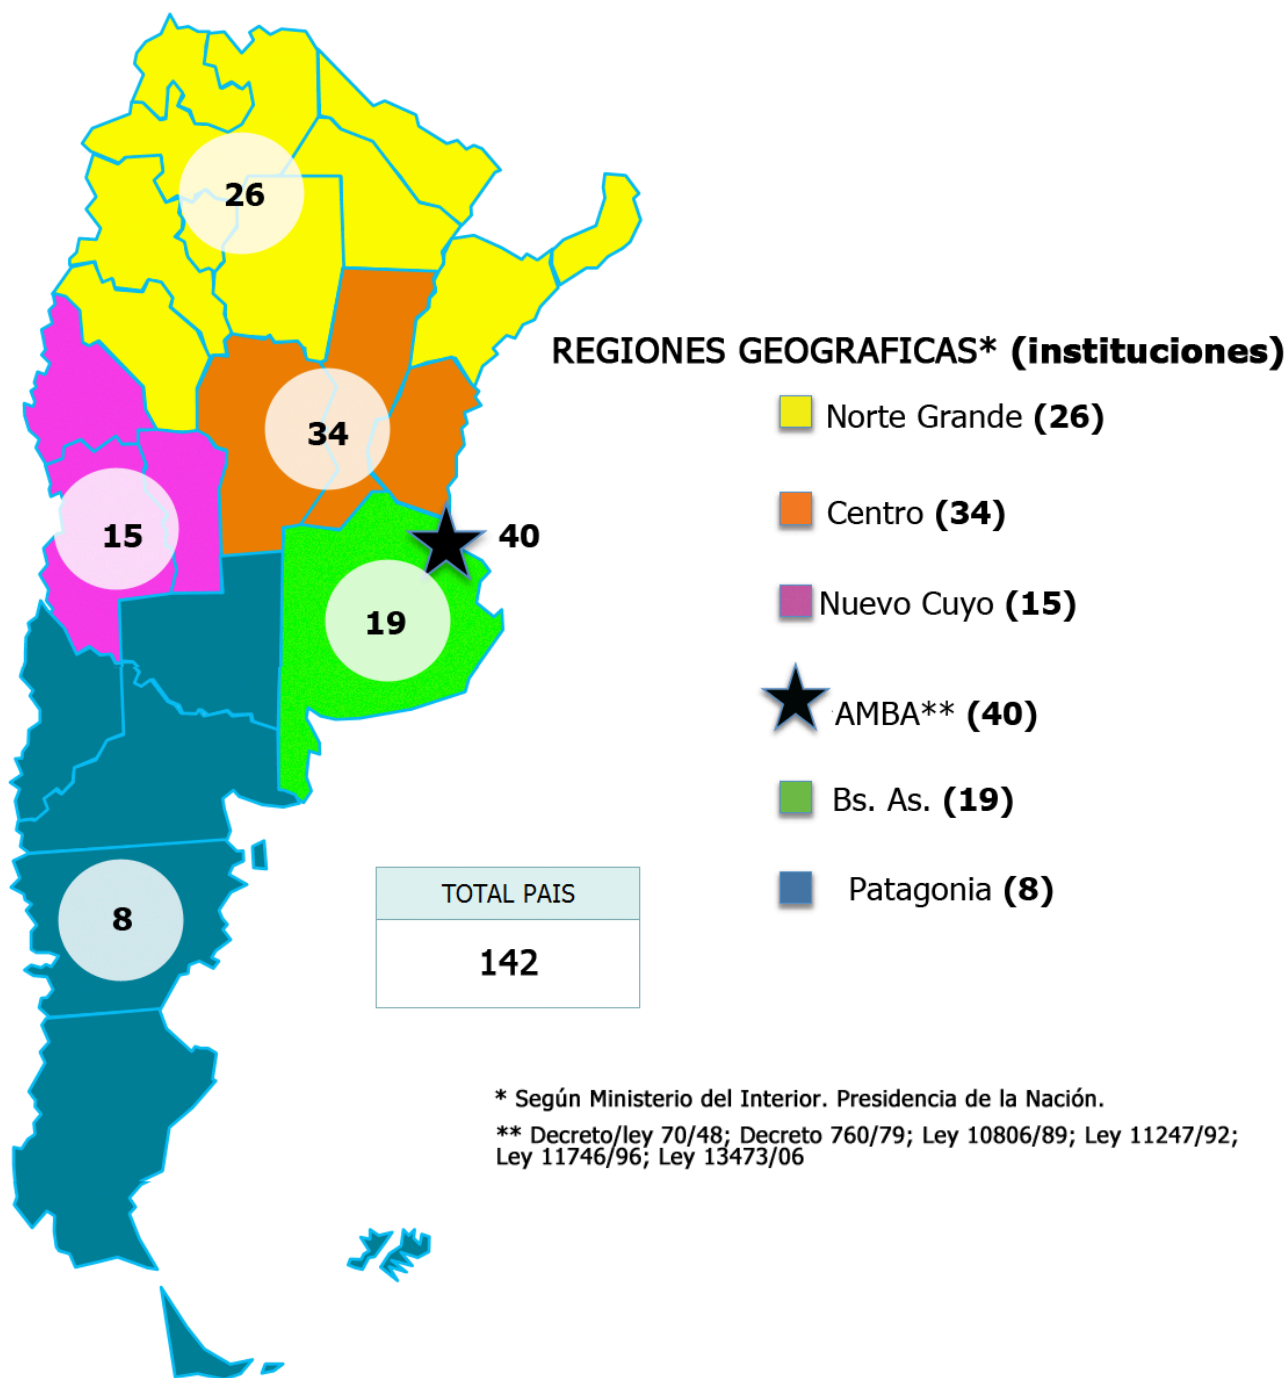 26
34
15
40
19
8
REGIONES GEOGRAFICAS* (instituciones)
Norte Grande (26)
Centro (34)
Nuevo Cuyo (15)
AMBA** (40)
Bs. As. (19)
Patagonia (8)
TOTAL PAIS
142
* Según Ministerio del Interior. Presidencia de la Nación.
** Decreto/ley 70/48; Decreto 760/79; Ley 10806/89; Ley 11247/92;
Ley 11746/96; Ley 13473/06